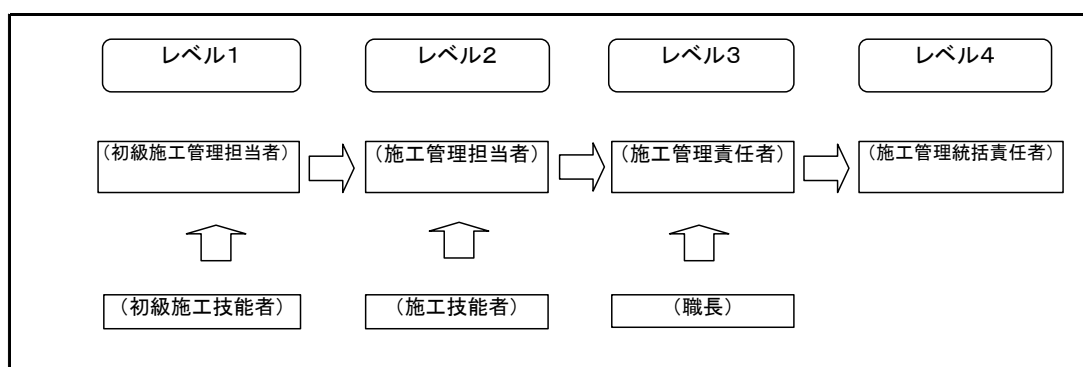 レベル1
レベル2
レベル3
レベル4
(初級施工管理担当者)
(施工管理担当者)
(施工管理責任者)
(施工管理統括責任者)
(初級施工技能者)
(施工技能者)
(職長)